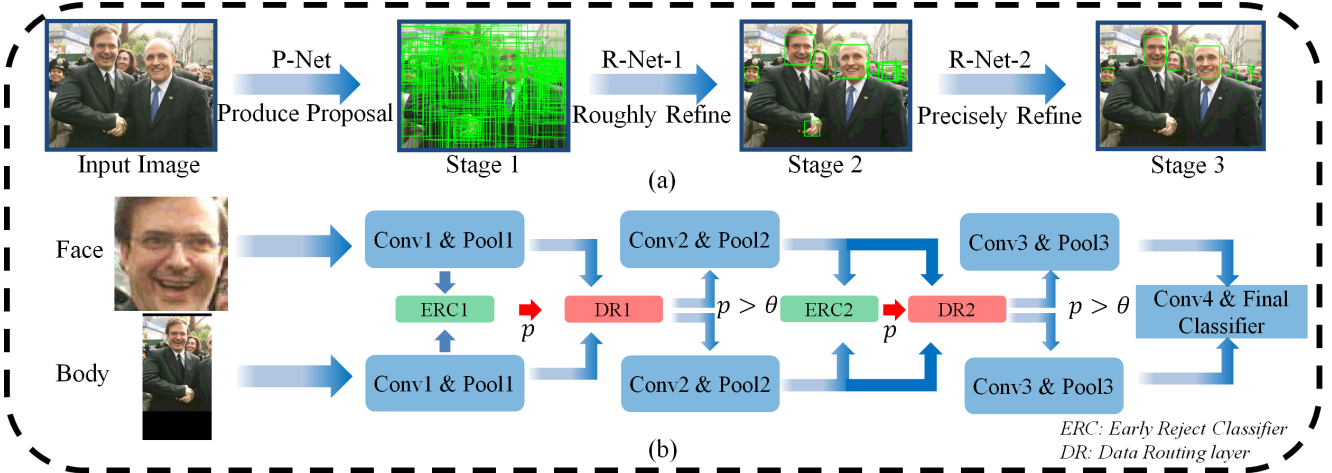 P-Net
Produce Proposal
R-Net-1
Roughly Refine
R-Net-2
Precisely Refine
Input Image
Stage 1
Stage 2
Stage 3
(a)
Face
Conv1 & Pool1
Conv2 & Pool2
Conv3 & Pool3
ERC1
p
DR1
p > θ
ERC2
p
DR2
p > θ
Conv4 & Final
Classifier
Body
Conv1 & Pool1
Conv2 & Pool2
Conv3 & Pool3
ERC: Early Reject Classifier
DR: Data Routing layer
(b)